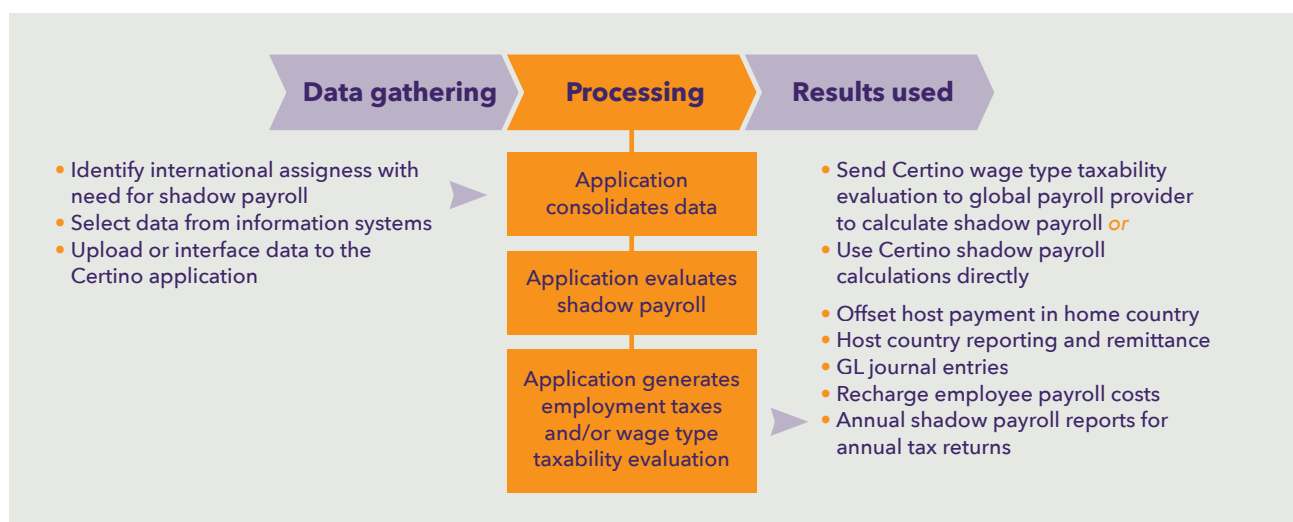 Data gathering
Processing
Results used
• Identify international assigness with
need for shadow payroll
• Select data from information systems
• Upload or interface data to the
Certino application
Application
consolidates data
Application evaluates
shadow payroll
Application generates
employment taxes
and/or wage type
taxability evaluation
• Send Certino wage type taxability
evaluation to global payroll provider
to calculate shadow payroll or
• Use Certino shadow payroll
calculations directly
• Offset host payment in home country
• Host country reporting and remittance
• GL journal entries
• Recharge employee payroll costs
• Annual shadow payroll reports for
annual tax returns